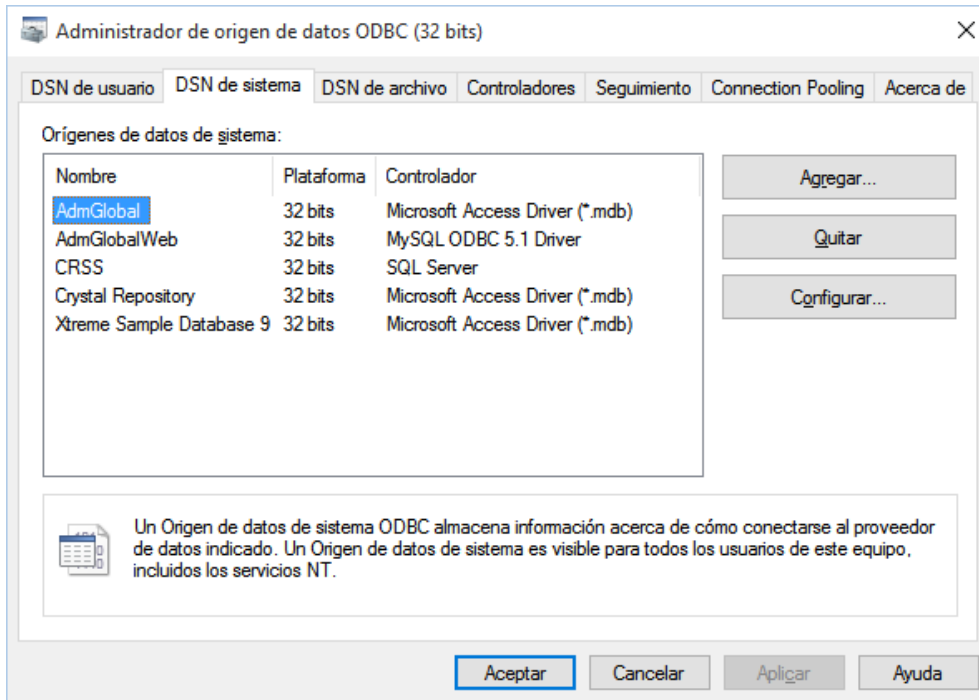 Administrador de origen de datos ODBC (32 bits)
DSN de usuario DSN de sistema DSN de archivo Controladores Seguimiento Connection Pooling Acerca de
Orígenes de datos de sistema:
Nombre Plataforma Controlador
AdmGlobal 32 bits Microsoft Access Driver (*.mdb)
AdmGlobalWeb 32 bits MySQL ODBC 5.1 Driver
CRSS 32 bits SQL Server
Crystal Repository 32 bits Microsoft Access Driver (*.mdb)
Xtreme Sample Database 9 32 bits Microsoft Access Driver (*.mdb)
Agregar...
Quitar
Configurar...
Un Origen de datos de sistema ODBC almacena información acerca de cómo conectarse al proveedor
de datos indicado. Un Origen de datos de sistema es visible para todos los usuarios de este equipo,
incluidos los servicios NT.
Aceptar Cancelar Aplicar Ayuda